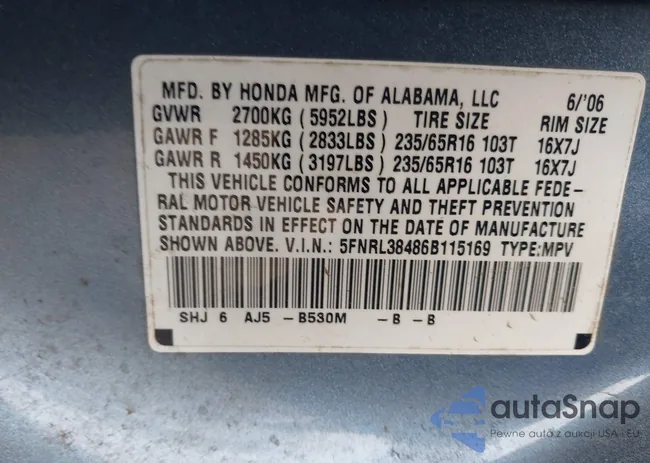 MFD. BY HONDA MFG. OF ALABAMA, LLC 6/'06
GVWR 2700KG (5952LBS) TIRE SIZE RIM SIZE
GAWR F 1285KG (2833LBS) 235/65R16 103T 16X7J
GAWR R 1450KG (3197LBS) 235/65R16 103T 16X7J
THIS VEHICLE CONFORMS TO ALL APPLICABLE FEDE-
RAL MOTOR VEHICLE SAFETY AND THEFT PREVENTION
STANDARDS IN EFFECT ON THE DATE OF MANUFACTURE
SHOWN ABOVE. V.I.N.: 5FNRL38486B115169 TYPE:MPV
SHJ 6 AJ5 -B530M -B -B
autoSnap
Pewne auta z aukcji USA i EU